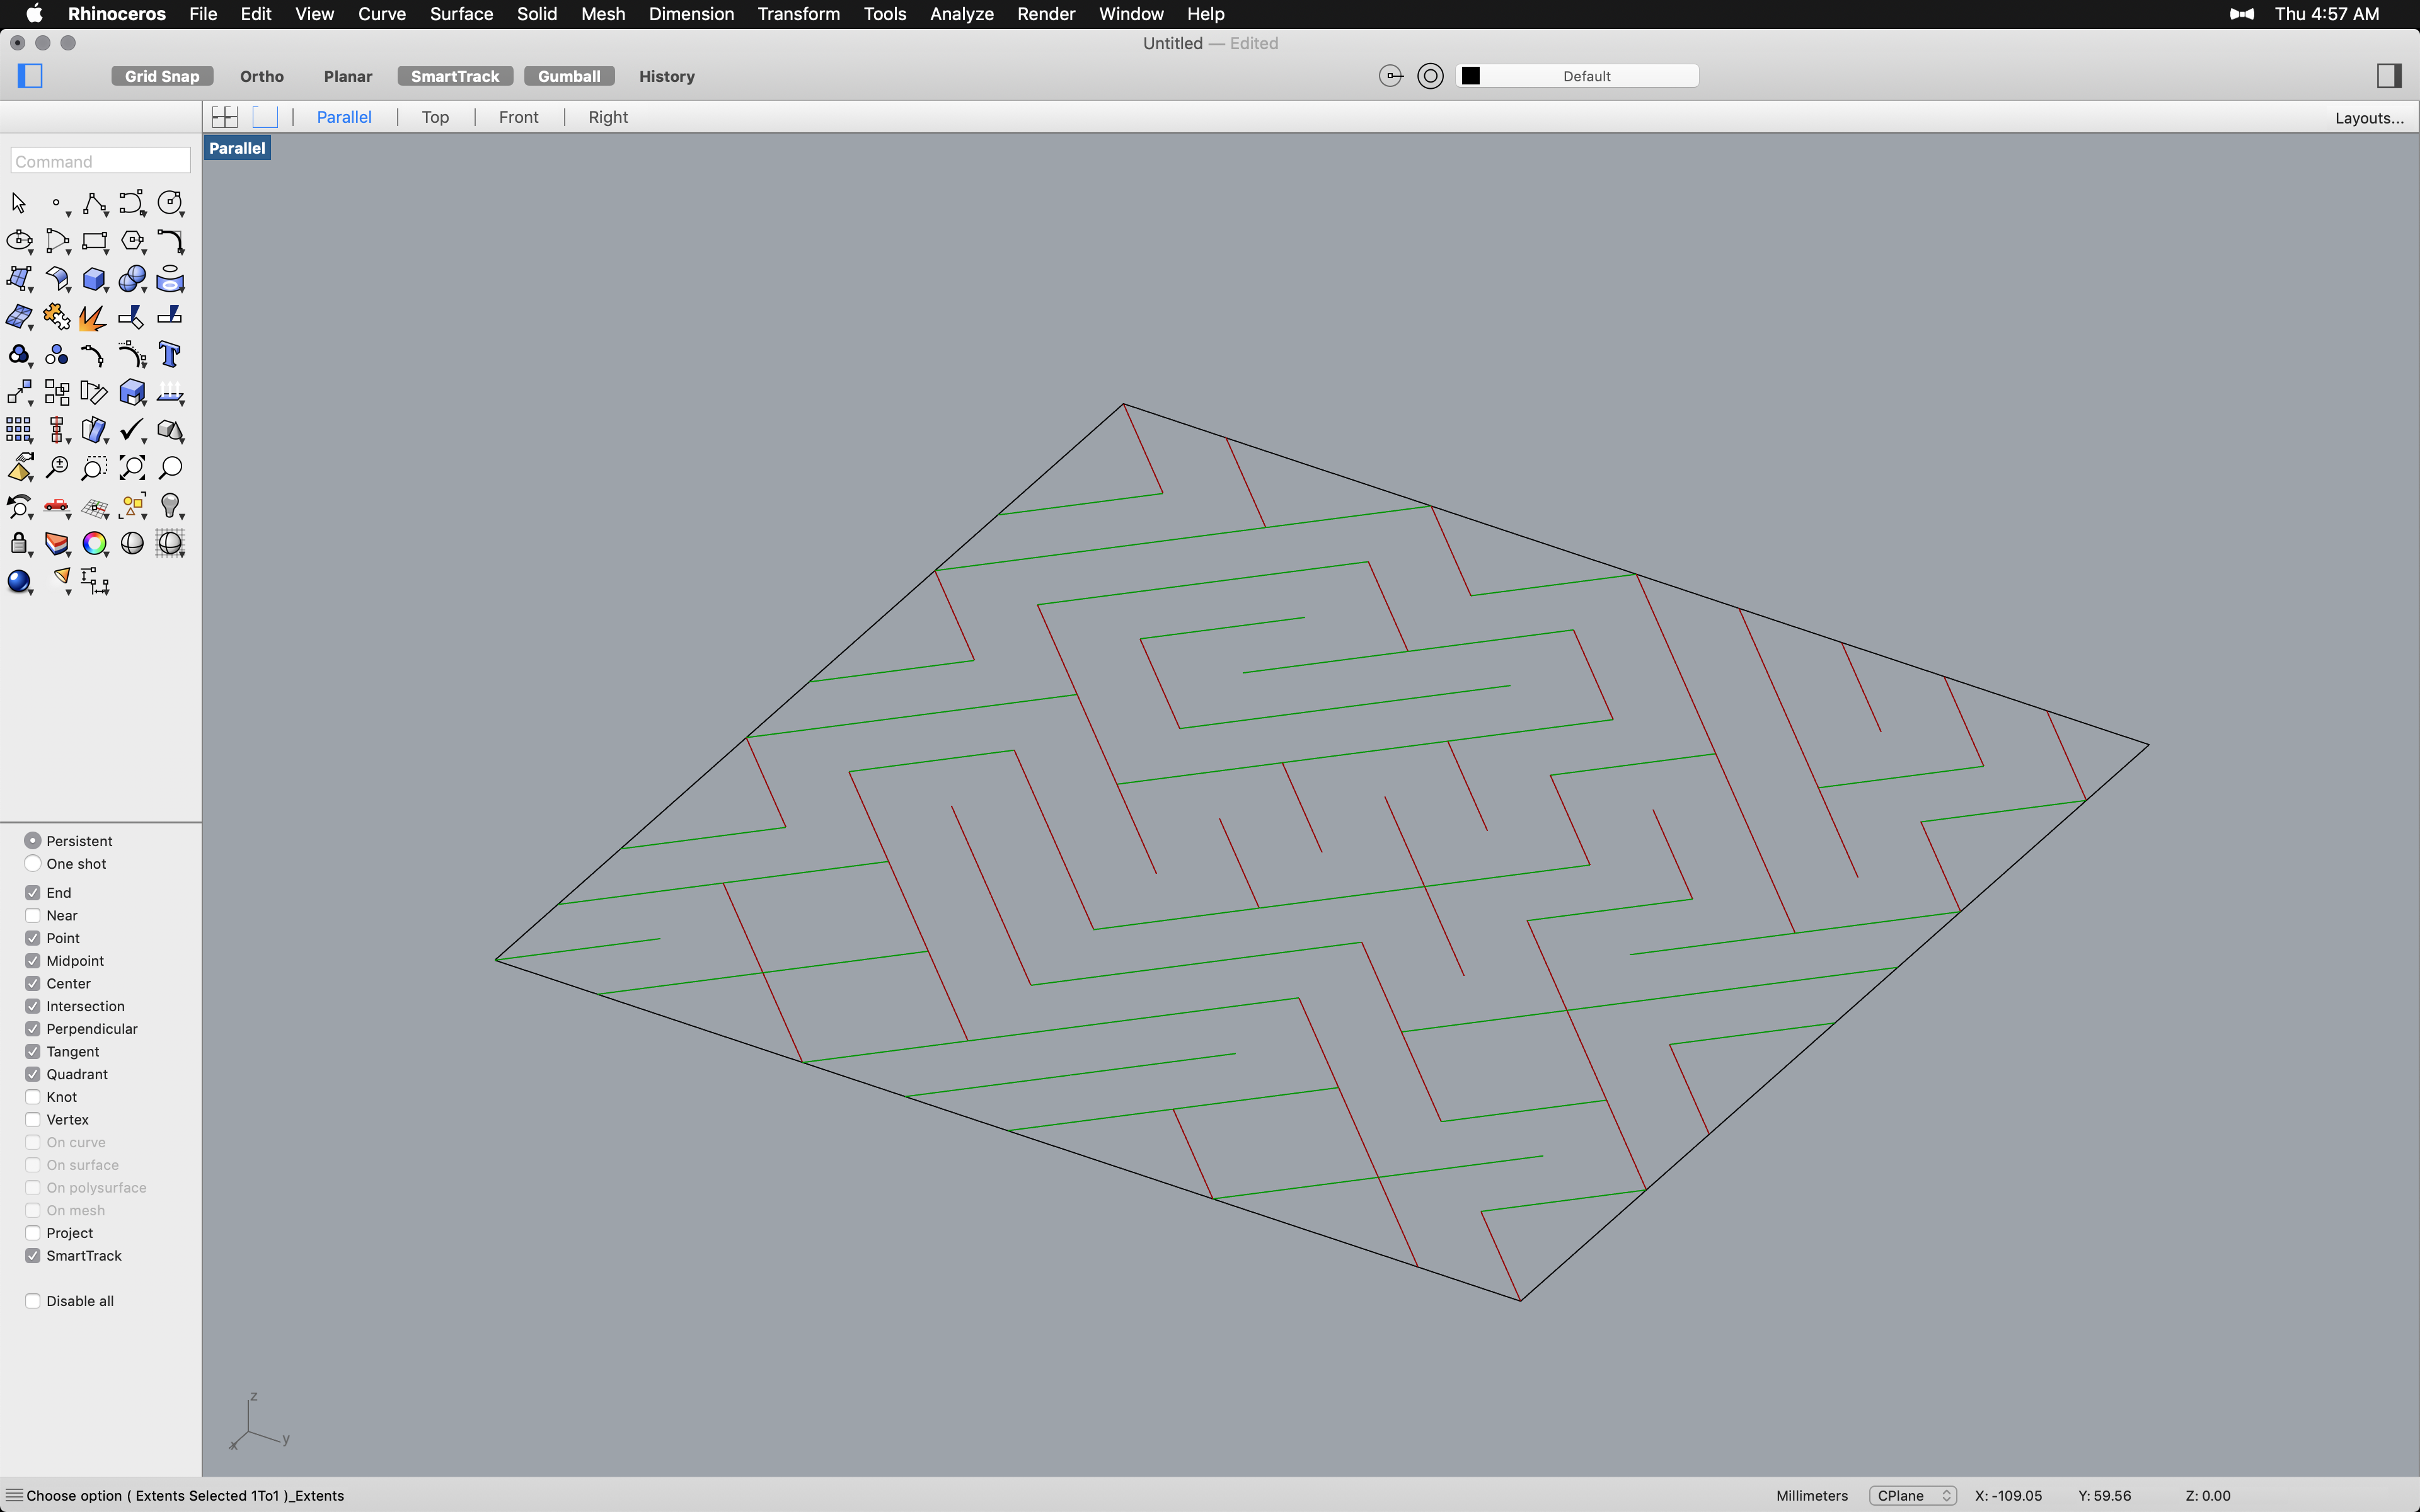 Rhinoceros File Edit View Curve Surface Solid Mesh Dimension Transform Tools Analyze Render Window Help Thu 4:57 AM
Untitled — Edited
Grid Snap Ortho Planar SmartTrack Gumball History Default
Parallel | Top | Front | Right Layouts...
Parallel
Command
Persistent
One shot
End
Near
Point
Midpoint
Center
Intersection
Perpendicular
Tangent
Quadrant
Knot
Vertex
On curve
On surface
On polysurface
On mesh
Project
SmartTrack
Disable all
z
x y
Choose option ( Extents Selected 1To1 )_Extents Millimeters CPlane X: -109.05 Y: 59.56 Z: 0.00